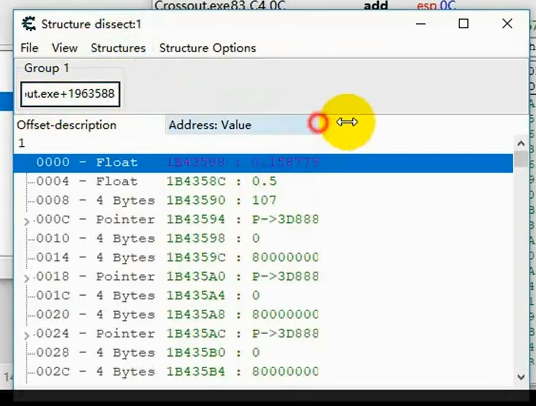 Crossout.exe83 C4 0C add esp 0C
Structure dissect:1
File View Structures Structure Options
Group 1
ut.exe+1963588
Offset-description Address: Value
1
0000 - Float 1B43588 : 0.158775
0004 - Float 1B4358C : 0.5
0008 - 4 Bytes 1B43590 : 107
000C - Pointer 1B43594 : P->3D888
0010 - 4 Bytes 1B43598 : 0
0014 - 4 Bytes 1B4359C : 80000000
0018 - Pointer 1B435A0 : P->3D888
001C - 4 Bytes 1B435A4 : 0
0020 - 4 Bytes 1B435A8 : 80000000
0024 - Pointer 1B435AC : P->3D888
0028 - 4 Bytes 1B435B0 : 0
002C - 4 Bytes 1B435B4 : 80000000